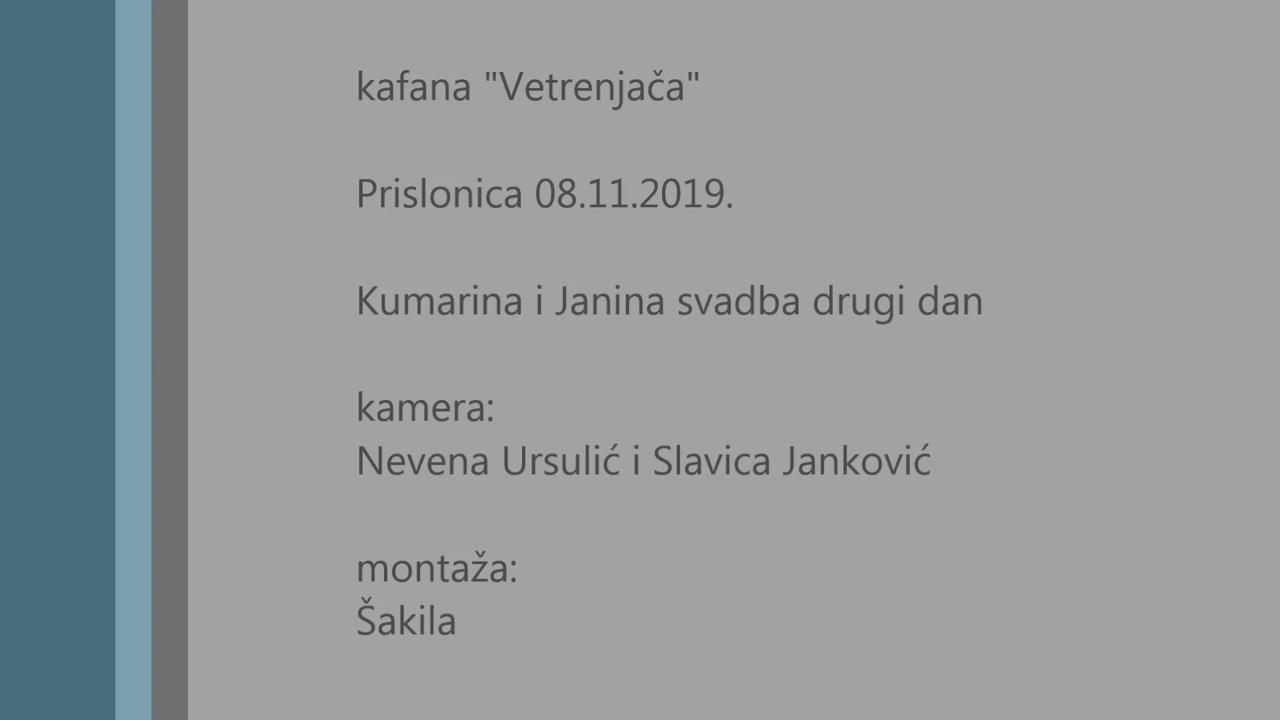 kafana "Vetrenjača"
Prislonica 08.11.2019.
Kumarina i Janina svadba drugi dan
kamera:
Nevena Ursulić i Slavica Janković
montaža:
Šakila